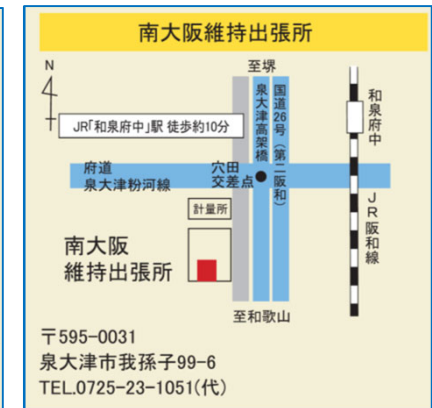 南大阪維持出張所
N
至堺
JR「和泉府中」駅 徒歩約10分
泉大津高架橋
国道26号(第二阪和)
和泉府中
府道
泉大津粉河線
穴田
交差点
計量所
JR阪和線
南大阪
維持出張所
至和歌山
〒595-0031
泉大津市我孫子99-6
TEL.0725-23-1051(代)